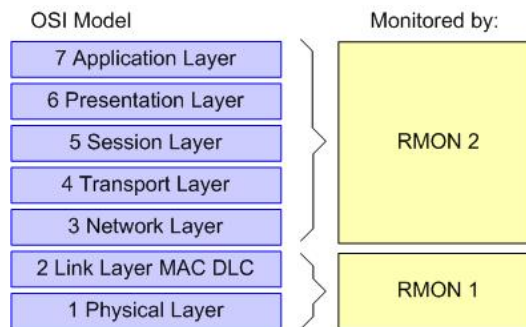 OSI Model
Monitored by:
7 Application Layer
6 Presentation Layer
5 Session Layer
4 Transport Layer
3 Network Layer
RMON 2
2 Link Layer MAC DLC
1 Physical Layer
RMON 1